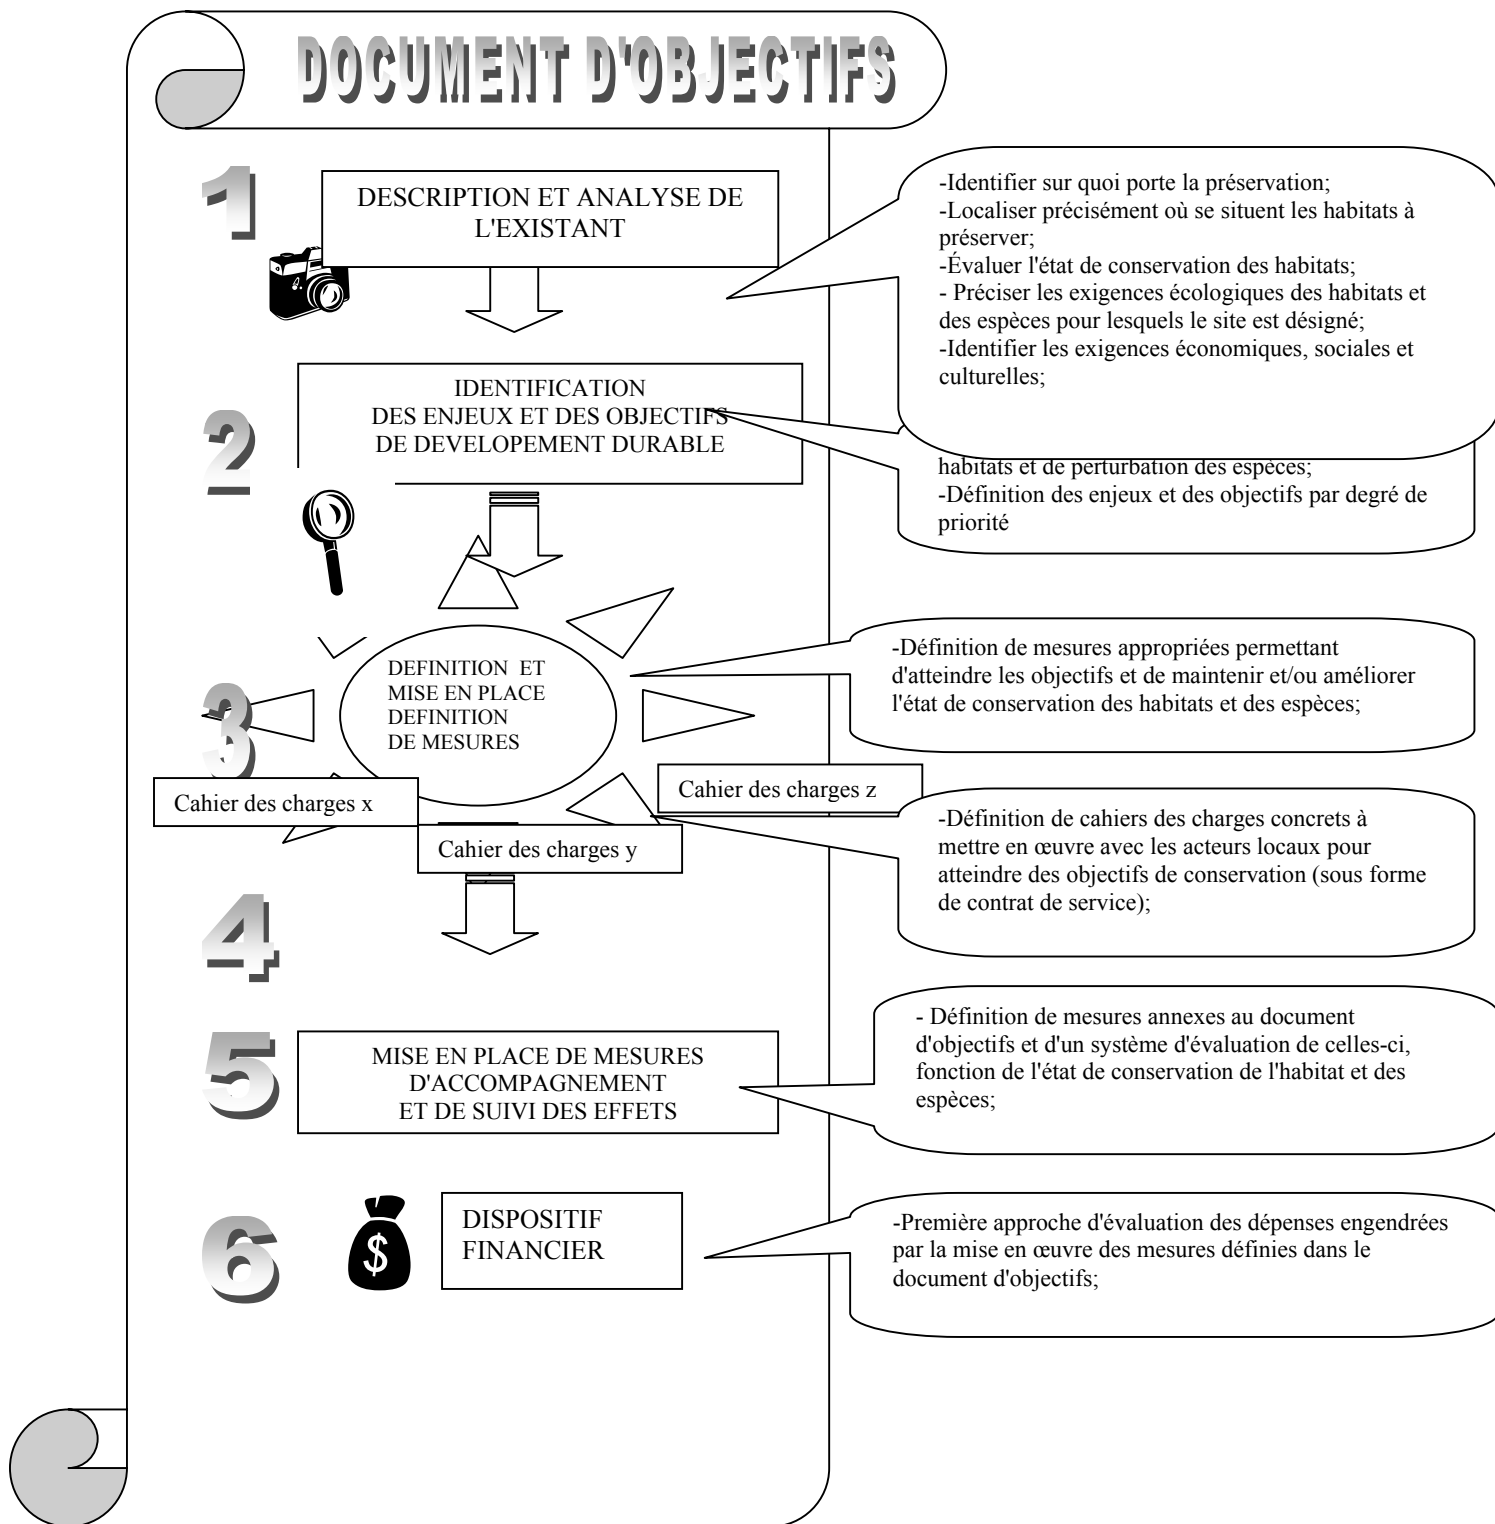 DOCUMENT D'OBJECTIFS
1
DESCRIPTION ET ANALYSE DE
L'EXISTANT
-Identifier sur quoi porte la préservation;
-Localiser précisément où se situent les habitats à
préserver;
-Évaluer l'état de conservation des habitats;
- Préciser les exigences écologiques des habitats et
des espèces pour lesquels le site est désigné;
-Identifier les exigences économiques, sociales et
culturelles;
2
IDENTIFICATION
DES ENJEUX ET DES OBJECTIFS
DE DEVELOPEMENT DURABLE
habitats et de perturbation des espèces;
-Définition des enjeux et des objectifs par degré de
priorité
3
DEFINITION ET
MISE EN PLACE
DEFINITION
DE MESURES
-Définition de mesures appropriées permettant
d'atteindre les objectifs et de maintenir et/ou améliorer
l'état de conservation des habitats et des espèces;
Cahier des charges x
Cahier des charges y
Cahier des charges z
-Définition de cahiers des charges concrets à
mettre en œuvre avec les acteurs locaux pour
atteindre des objectifs de conservation (sous forme
de contrat de service);
4
5
MISE EN PLACE DE MESURES
D'ACCOMPAGNEMENT
ET DE SUIVI DES EFFETS
- Définition de mesures annexes au document
d'objectifs et d'un système d'évaluation de celles-ci,
fonction de l'état de conservation de l'habitat et des
espèces;
6
$
DISPOSITIF
FINANCIER
-Première approche d'évaluation des dépenses engendrées
par la mise en œuvre des mesures définies dans le
document d'objectifs;